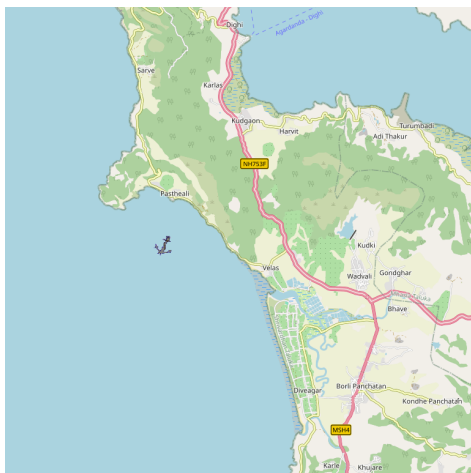 Dighi
Agardanda - Dighi
Sarve
Karlas
Kudgaon
Harvit
Turumbadi
Adi Thakur
NH753F
Pastheali
Kudki
Velas
Wadvali
Gondghar
Bhave
Diveagar
Borli Panchatan
Kondhe Panchatan
MSH4
Karle
Khujare